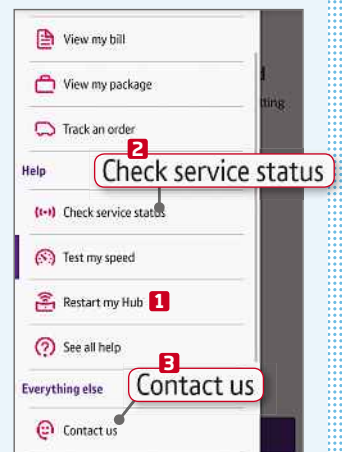 View my bill
View my package
Track an order
2
Help
Check service status
Check service status
Test my speed
Restart my Hub 1
See all help
3
Everything else
Contact us
Contact us